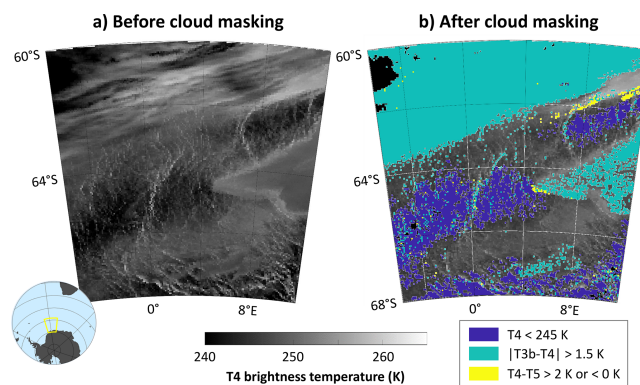 a) Before cloud masking
b) After cloud masking
60°S
60°S
64°S
64°S
68°S
0°
8°E
0°
8°E
240
250
260
T4 brightness temperature (K)
T4 < 245 K
|T3b-T4| > 1.5 K
T4-T5 > 2 K or < 0 K